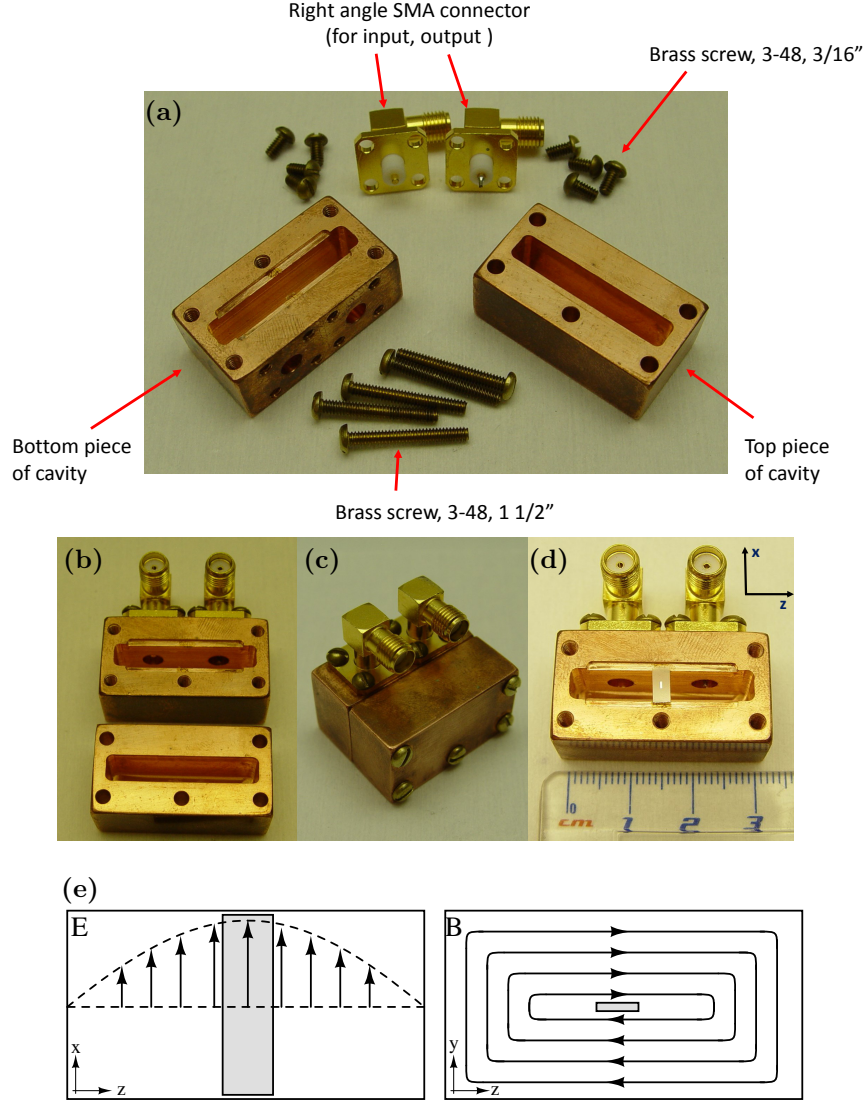 Right angle SMA connector
(for input, output )
Brass screw, 3-48, 3/16”
(a)
Bottom piece
of cavity
Top piece
of cavity
Brass screw, 3-48, 1 1/2”
(b)
(c)
(d)
x
z
0
cm
1
2
3
(e)
E
x
z
B
y
z